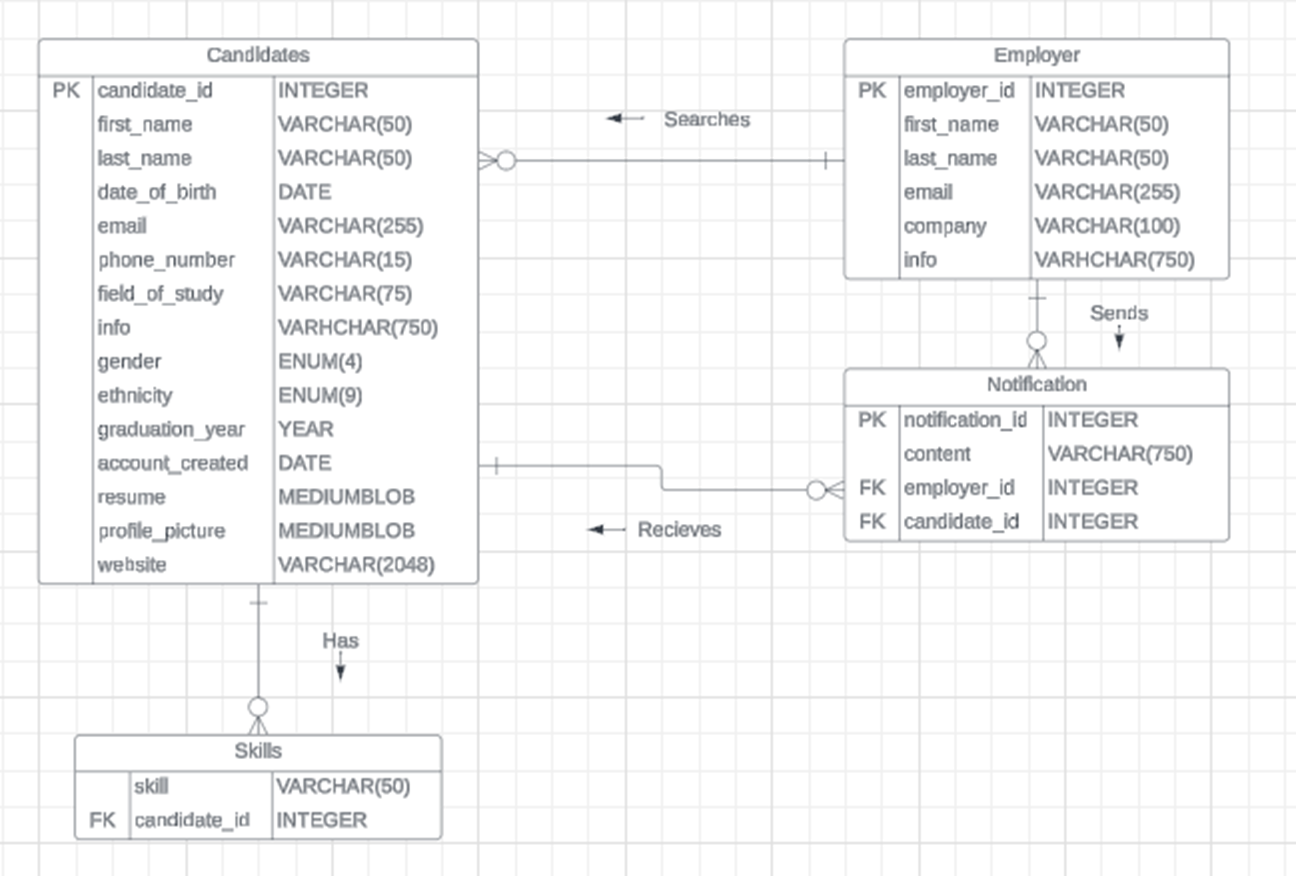 Candidates
PK candidate_id INTEGER
first_name VARCHAR(50)
last_name VARCHAR(50)
date_of_birth DATE
email VARCHAR(255)
phone_number VARCHAR(15)
field_of_study VARCHAR(75)
info VARHCHAR(750)
gender ENUM(4)
ethnicity ENUM(9)
graduation_year YEAR
account_created DATE
resume MEDIUMBLOB
profile_picture MEDIUMBLOB
website VARCHAR(2048)
Searches
Employer
PK employer_id INTEGER
first_name VARCHAR(50)
last_name VARCHAR(50)
email VARCHAR(255)
company VARCHAR(100)
info VARHCHAR(750)
Sends
Notification
PK notification_id INTEGER
content VARCHAR(750)
FK employer_id INTEGER
FK candidate_id INTEGER
Recieves
Has
Skills
skill VARCHAR(50)
FK candidate_id INTEGER